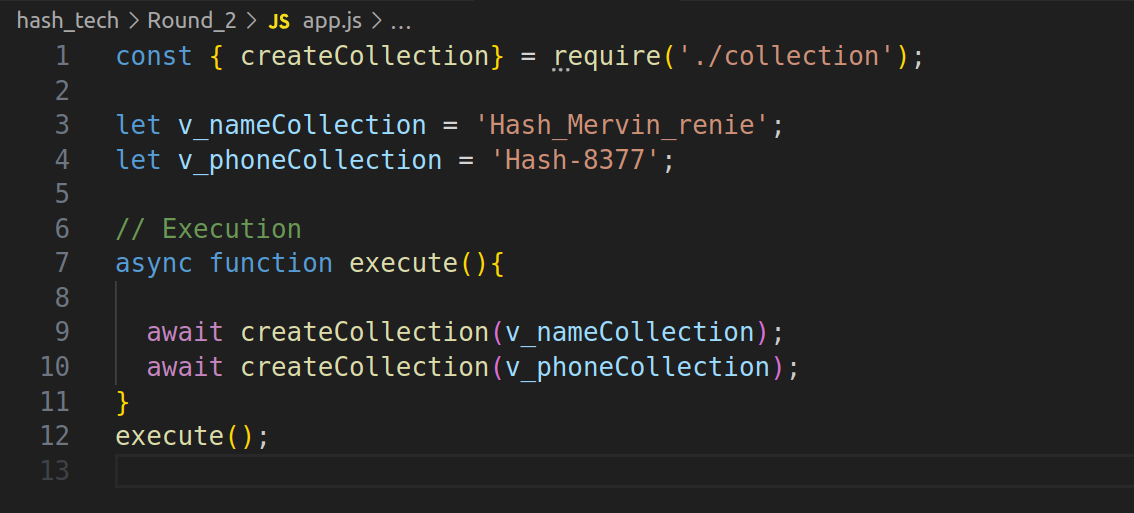 hash_tech > Round_2 > JS app.js > ...
1 const { createCollection} = require('./collection');
2
3 let v_nameCollection = 'Hash_Mervin_renie';
4 let v_phoneCollection = 'Hash-8377';
5
6 // Execution
7 async function execute(){
8
9   await createCollection(v_nameCollection);
10   await createCollection(v_phoneCollection);
11 }
12 execute();
13